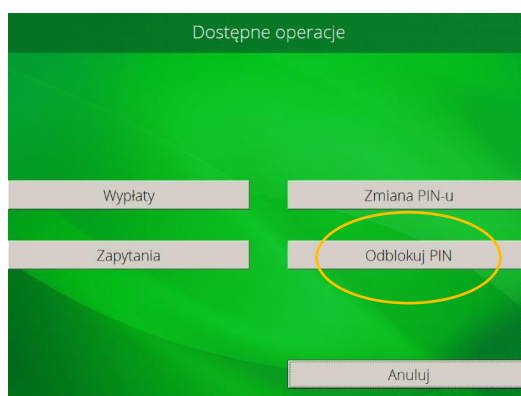 Dostępne operacje
Wypłaty
Zmiana PIN-u
Zapytania
Odblokuj PIN
Anuluj